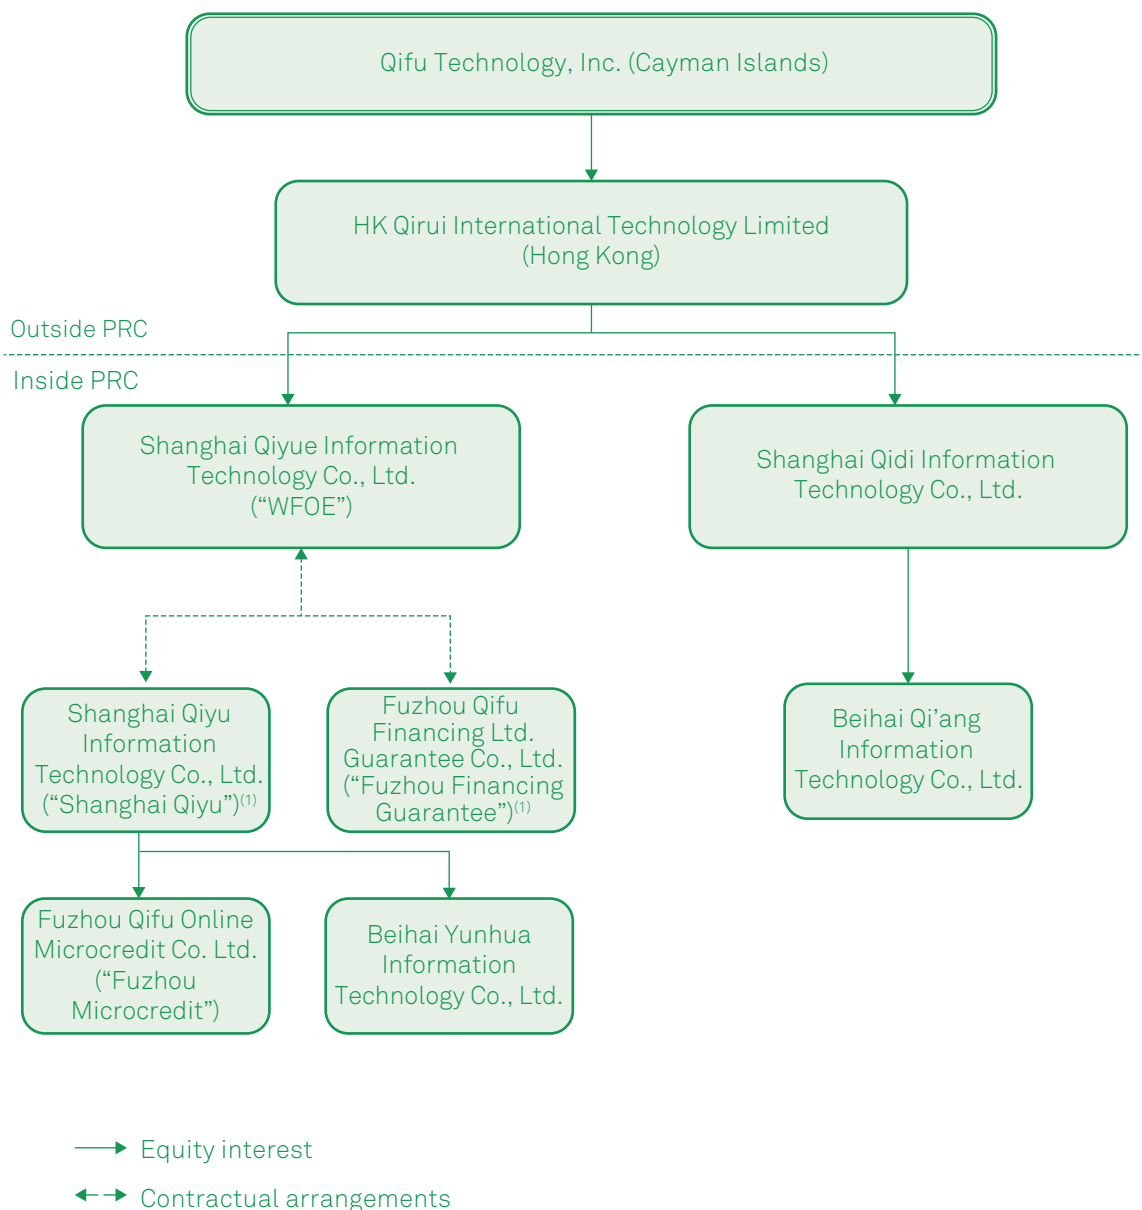 Qifu Technology, Inc. (Cayman Islands)
HK Qirui International Technology Limited
(Hong Kong)
Outside PRC
Inside PRC
Shanghai Qiyue Information
Technology Co., Ltd.
(“WFOE”)
Shanghai Qidi Information
Technology Co., Ltd.
Shanghai Qiyu
Information
Technology Co., Ltd.
(“Shanghai Qiyu”)(1)
Fuzhou Qifu
Financing Ltd.
Guarantee Co., Ltd.
(“Fuzhou Financing
Guarantee”)(1)
Beihai Qi’ang
Information
Technology Co., Ltd.
Fuzhou Qifu Online
Microcredit Co. Ltd.
(“Fuzhou
Microcredit”)
Beihai Yunhua
Information
Technology Co., Ltd.
Equity interest
Contractual arrangements